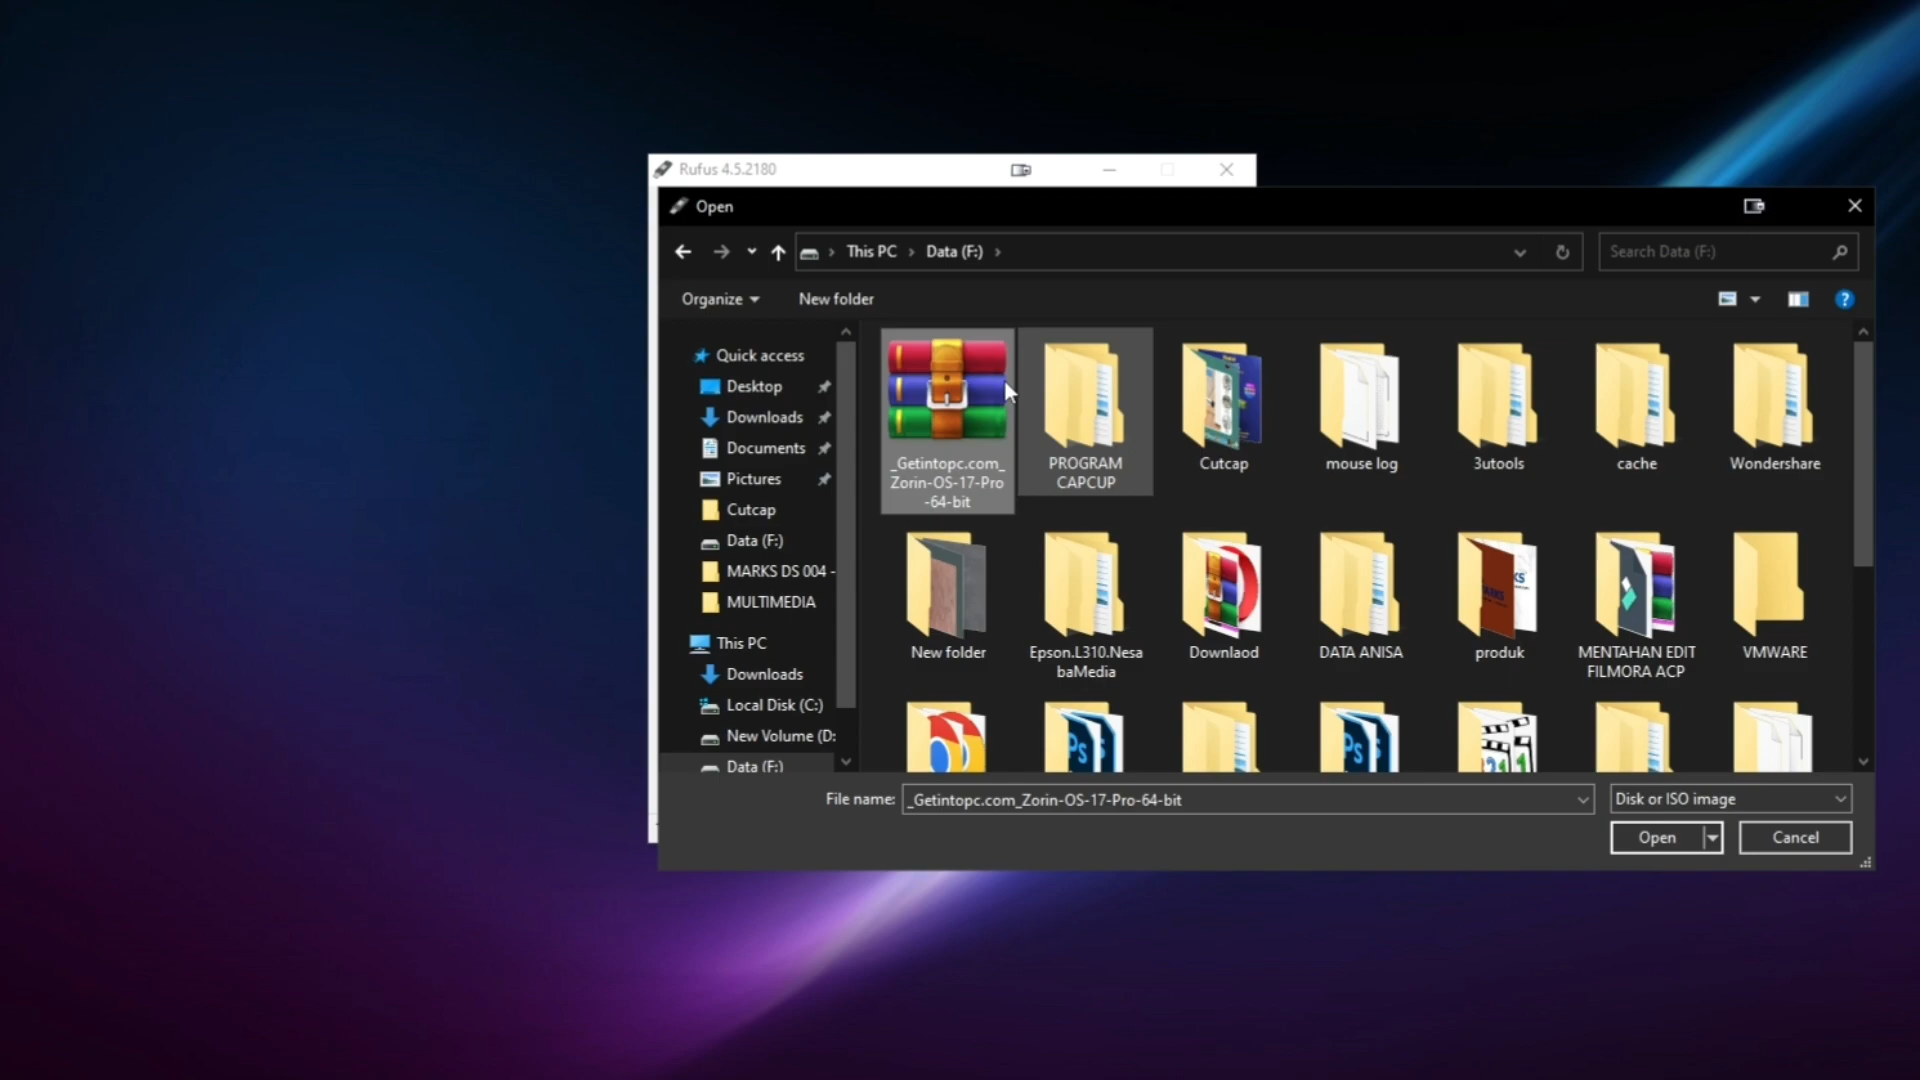 Rufus 4.5.2180
Open
This PC
Data (F:)
Search Data (F:)
Organize
New folder
?
Quick access
Desktop
Downloads
Documents
Pictures
Cutcap
Data (F:)
MARKS DS 004 -
MULTIMEDIA
This PC
Downloads
Local Disk (C:)
New Volume (D:
Data (F:)
_Getintopc.com_
Zorin-OS-17-Pro
-64-bit
PROGRAM
CAPCUP
Cutcap
mouse log
3utools
cache
Wondershare
New folder
Epson.L310.Nesa
baMedia
Downlaod
DATA ANISA
produk
MENTAHAN EDIT
FILMORA ACP
VMWARE
File name:
_Getintopc.com_Zorin-OS-17-Pro-64-bit
Disk or ISO image
Open
Cancel